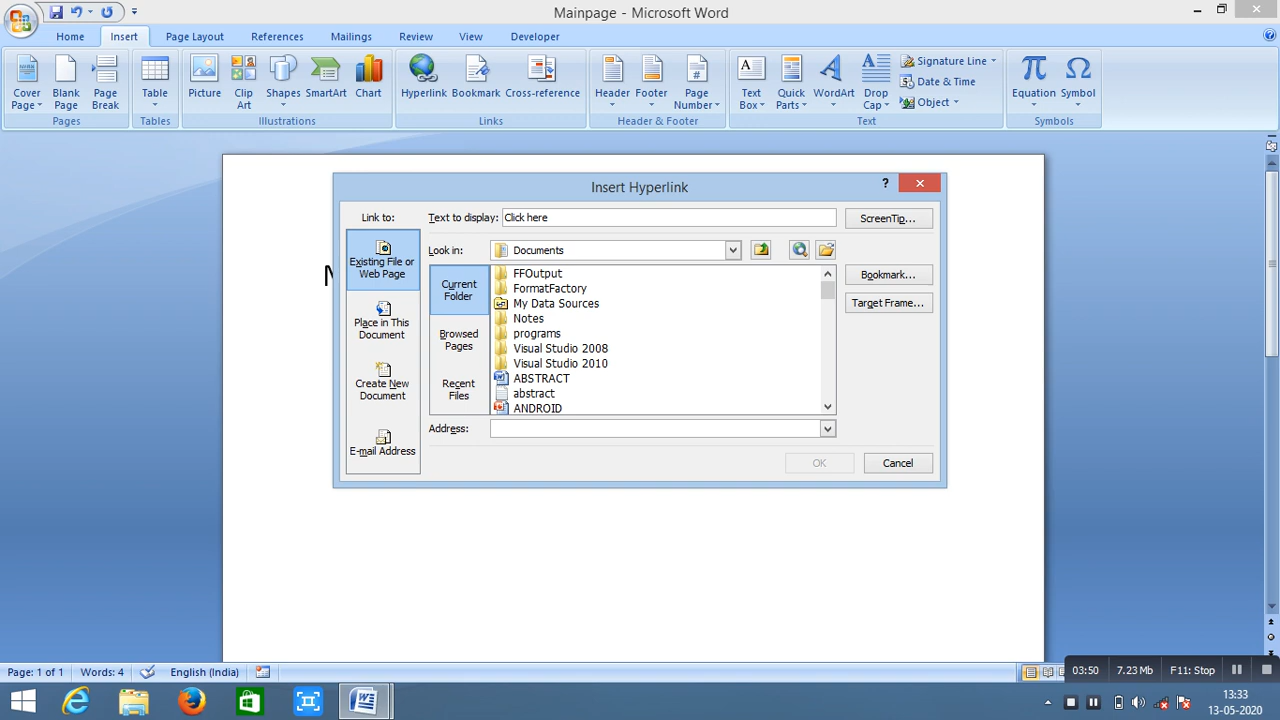 Mainpage - Microsoft Word
Home Insert Page Layout References Mailings Review View Developer
Cover Page Blank Page Page Break Table Picture Clip Art Shapes SmartArt Chart Hyperlink Bookmark Cross-reference Header Footer Page Number Text Box Quick Parts WordArt Drop Cap Signature Line Date & Time Object Equation Symbol
Pages Tables Illustrations Links Header & Footer Text Symbols
Insert Hyperlink ?
Link to: Text to display: Click here ScreenTip...
Existing File or Web Page
Place in This Document
Create New Document
E-mail Address
Look in: Documents
Current Folder
Browsed Pages
Recent Files
FFOutput
FormatFactory
My Data Sources
Notes
programs
Visual Studio 2008
Visual Studio 2010
ABSTRACT
abstract
ANDROID
Bookmark...
Target Frame...
Address:
OK Cancel
Page: 1 of 1 Words: 4 English (India)
03:50 7.23 Mb F11: Stop
13:33
13-05-2020